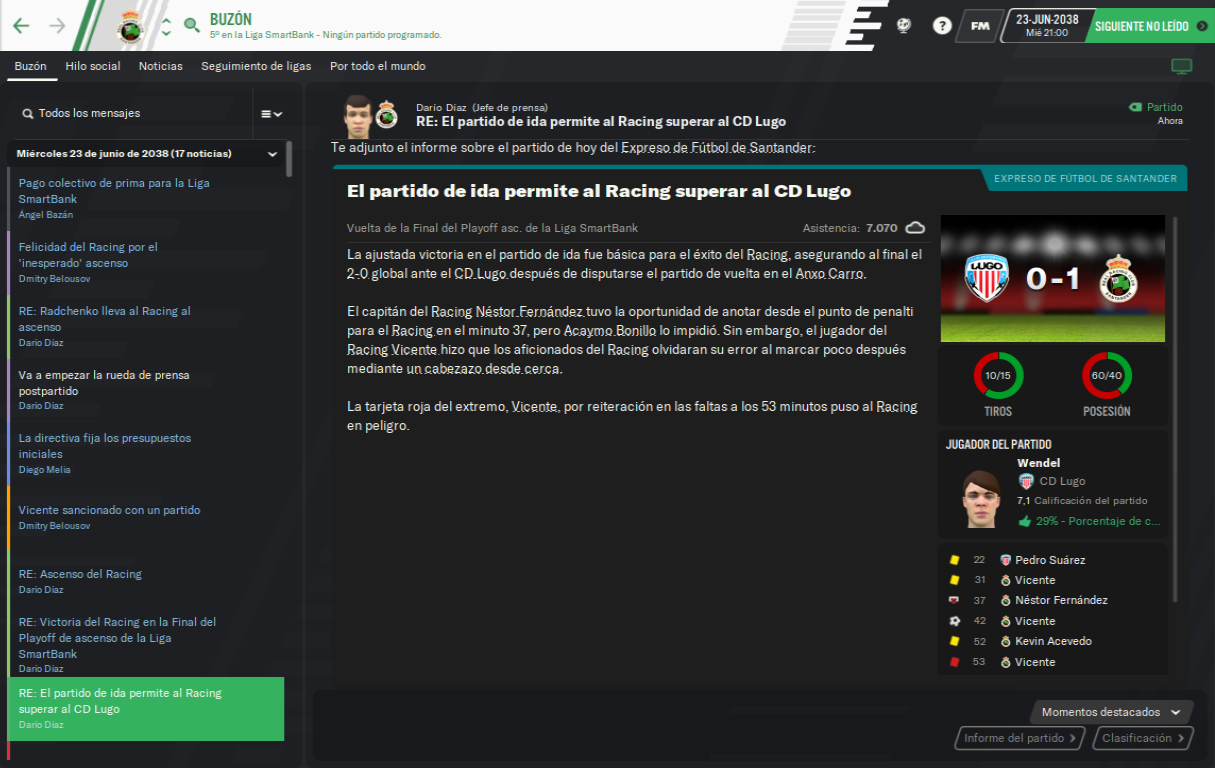 BUZÓN
5º en la Liga SmartBank - Ningún partido programado.
FM
23-JUN-2038
Mié 21:00
SIGUIENTE NO LEÍDO
Buzón
Hilo social
Noticias
Seguimiento de ligas
Por todo el mundo
Todos los mensajes
Miércoles 23 de junio de 2038 (17 noticias)
Pago colectivo de prima para la Liga
SmartBank
Ángel Bazán
Felicidad del Racing por el
'inesperado' ascenso
Dmitry Belousov
RE: Radchenko lleva al Racing al
ascenso
Darío Díaz
Va a empezar la rueda de prensa
postpartido
Darío Díaz
La directiva fija los presupuestos
iniciales
Diego Melia
Vicente sancionado con un partido
Dmitry Belousov
RE: Ascenso del Racing
Darío Díaz
RE: Victoria del Racing en la Final del
Playoff de ascenso de la Liga
SmartBank
Darío Díaz
RE: El partido de ida permite al Racing
superar al CD Lugo
Darío Díaz
Darío Díaz (Jefe de prensa)
RE: El partido de ida permite al Racing superar al CD Lugo
Partido
Ahora
Te adjunto el informe sobre el partido de hoy del Expreso de Fútbol de Santander:
EXPRESO DE FÚTBOL DE SANTANDER
El partido de ida permite al Racing superar al CD Lugo
Vuelta de la Final del Playoff asc. de la Liga SmartBank
Asistencia: 7.070
La ajustada victoria en el partido de ida fue básica para el éxito del Racing, asegurando al final el
2-0 global ante el CD Lugo después de disputarse el partido de vuelta en el Anxo Carro.
El capitán del Racing Néstor Fernández tuvo la oportunidad de anotar desde el punto de penalti
para el Racing en el minuto 37, pero Acaymo Bonillo lo impidió. Sin embargo, el jugador del
Racing Vicente hizo que los aficionados del Racing olvidaran su error al marcar poco después
mediante un cabezazo desde cerca.
La tarjeta roja del extremo, Vicente, por reiteración en las faltas a los 53 minutos puso al Racing
en peligro.
LUGO
0 - 1
10/15
TIROS
60/40
POSESIÓN
JUGADOR DEL PARTIDO
Wendel
CD Lugo
7,1 Calificación del partido
29% - Porcentaje de c...
22 Pedro Suárez
31 Vicente
37 Néstor Fernández
42 Vicente
52 Kevin Acevedo
53 Vicente
Momentos destacados
Informe del partido
Clasificación